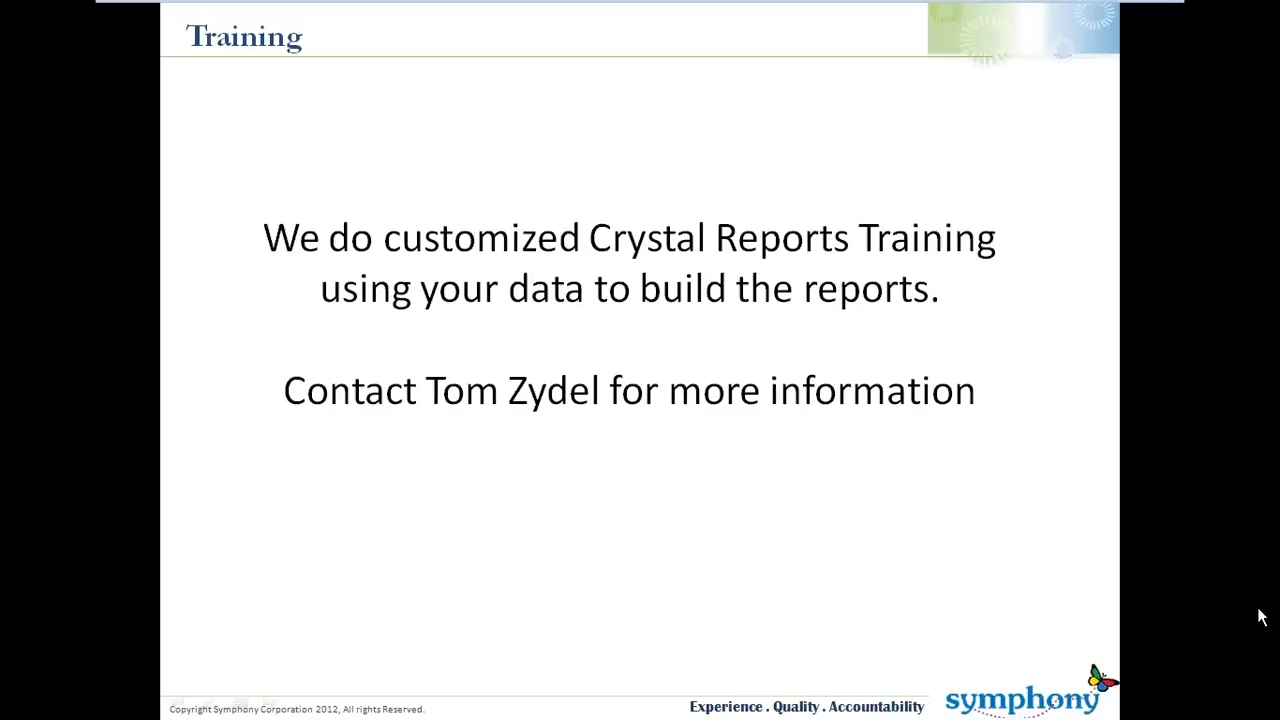 Training
We do customized Crystal Reports Training
using your data to build the reports.
Contact Tom Zydel for more information
Copyright Symphony Corporation 2012, All rights Reserved.
Experience . Quality . Accountability
symphony